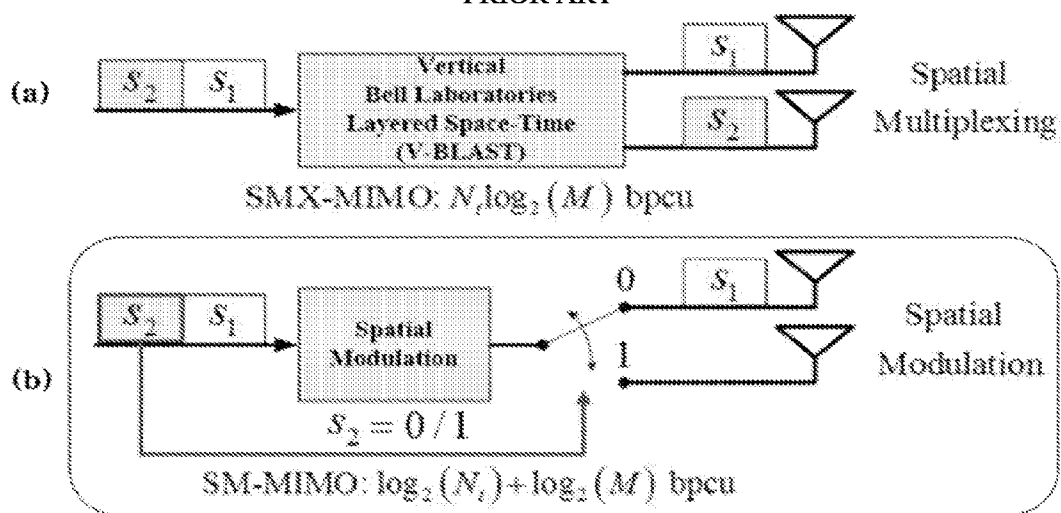 PRIOR ART
(a)
S₂ S₁
Vertical
Bell Laboratories
Layered Space-Time
(V-BLAST)
S₁
S₂
Spatial
Multiplexing
SMX-MIMO: Nₜlog₂(M) bpcu
(b)
S₂ S₁
Spatial
Modulation
0
1
S₁
Spatial
Modulation
S₂ = 0 / 1
SM-MIMO: log₂(Nₜ)+log₂(M) bpcu